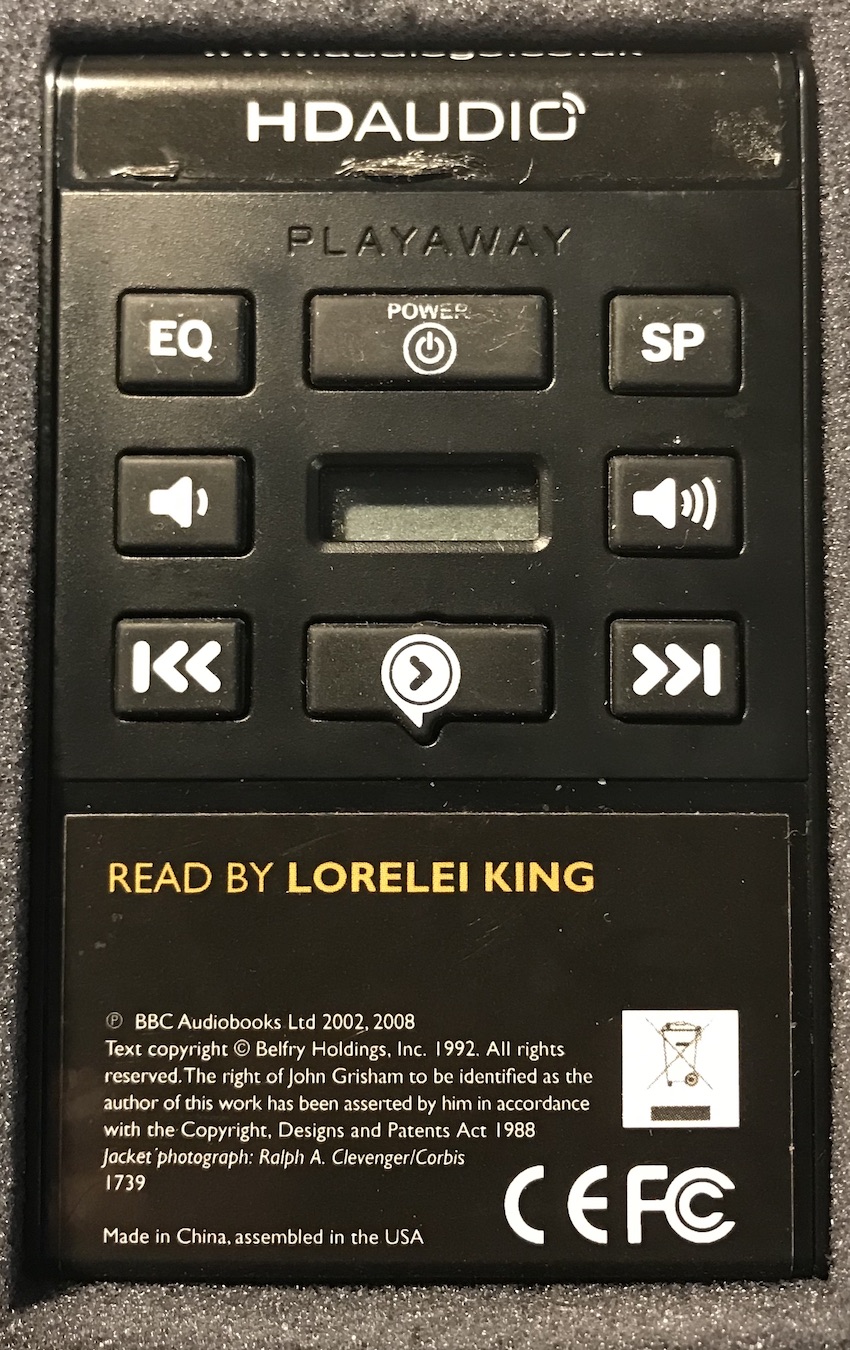 HDAUDIO
PLAYAWAY
EQ
POWER
SP
READ BY LORELEI KING
℗ BBC Audiobooks Ltd 2002, 2008
Text copyright © Belfry Holdings, Inc. 1992. All rights
reserved. The right of John Grisham to be identified as the
author of this work has been asserted by him in accordance
with the Copyright, Designs and Patents Act 1988
Jacket photograph: Ralph A. Clevenger/Corbis
1739
Made in China, assembled in the USA
CE FC